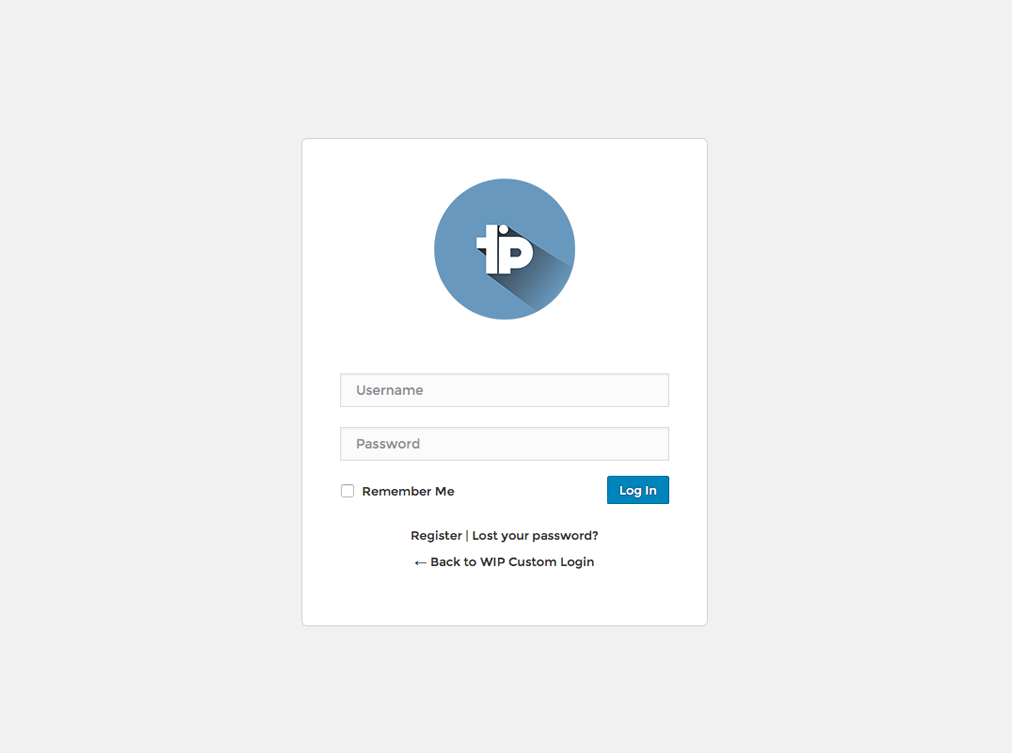 tip
Username
Password
Remember Me
Log In
Register | Lost your password?
← Back to WIP Custom Login